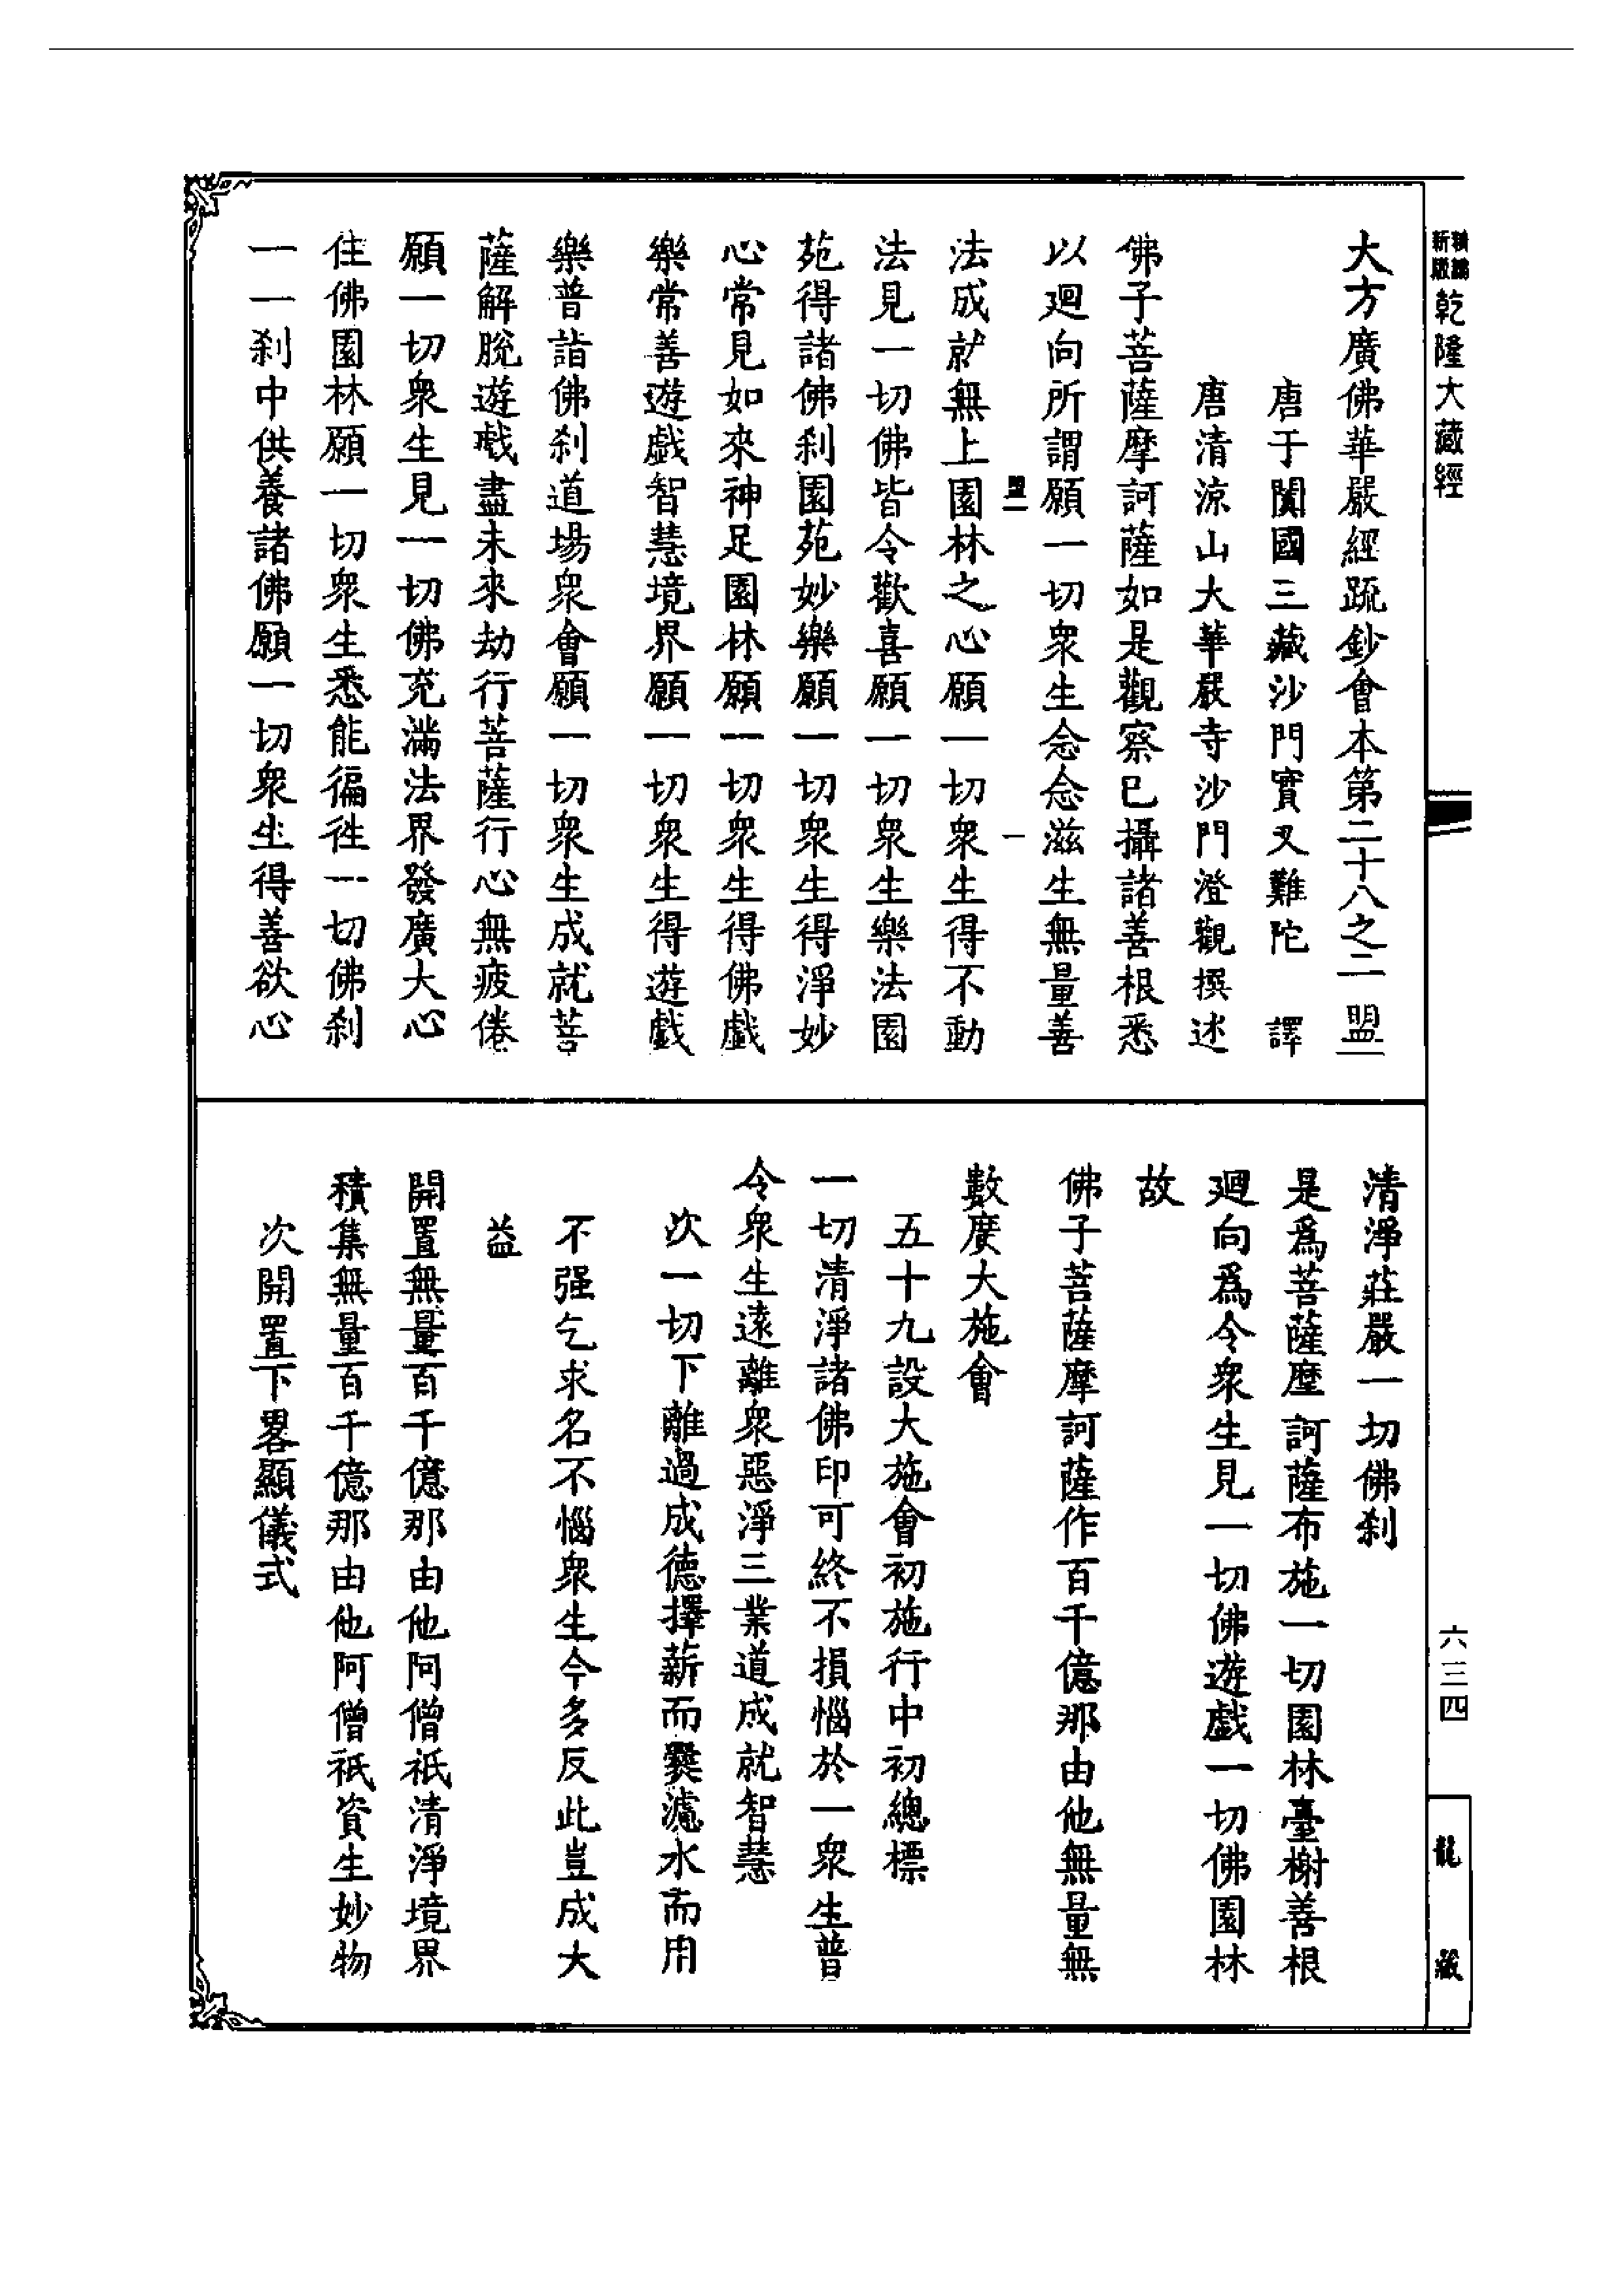 大方廣佛華嚴經疏鈔會本第二十八之二 盟一
唐于闐國三藏沙門實叉難陀 譯
唐清涼山大華嚴寺沙門澄觀撰述
佛子菩薩摩訶薩如是觀察巳攝諸善根悉
以迴向所謂願一切衆生念念滋生無量善
盟二 一
法成就無上園林之心願一切衆生得不動
法見一切佛皆令歡喜願一切衆生樂法園
苑得諸佛刹園苑妙樂願一切衆生得淨妙
心常見如來神足園林願一切衆生得佛戲
樂常善遊戲智慧境界願一切衆生得遊戲
樂普詣佛刹道場衆會願一切衆生成就菩
薩解脫遊戲盡未來劫行菩薩行心無疲倦
願一切衆生見一切佛充滿法界發廣大心
住佛園林願一切衆生悉能徧徃一切佛刹
一一刹中供養諸佛願一切衆生得善欲心
清淨莊嚴一切佛刹
是爲菩薩摩訶薩布施一切園林臺榭善根
迴向爲令衆生見一切佛遊戲一切佛園林
故
佛子菩薩摩訶薩作百千億那由他無量無
數廣大施會
五十九設大施會初施行中初總標
一切清淨諸佛印可終不損惱於一衆生普
令衆生遠離衆惡淨三業道成就智慧
次一切下離過成德擇薪而爨濾水而用
不强乞求名不惱衆生今多反此豈成大
益
開置無量百千億那由他阿僧祇清淨境界
積集無量百千億那由他阿僧祇資生妙物
次開置下畧顯儀式
乾隆大藏經
六三四
龍藏